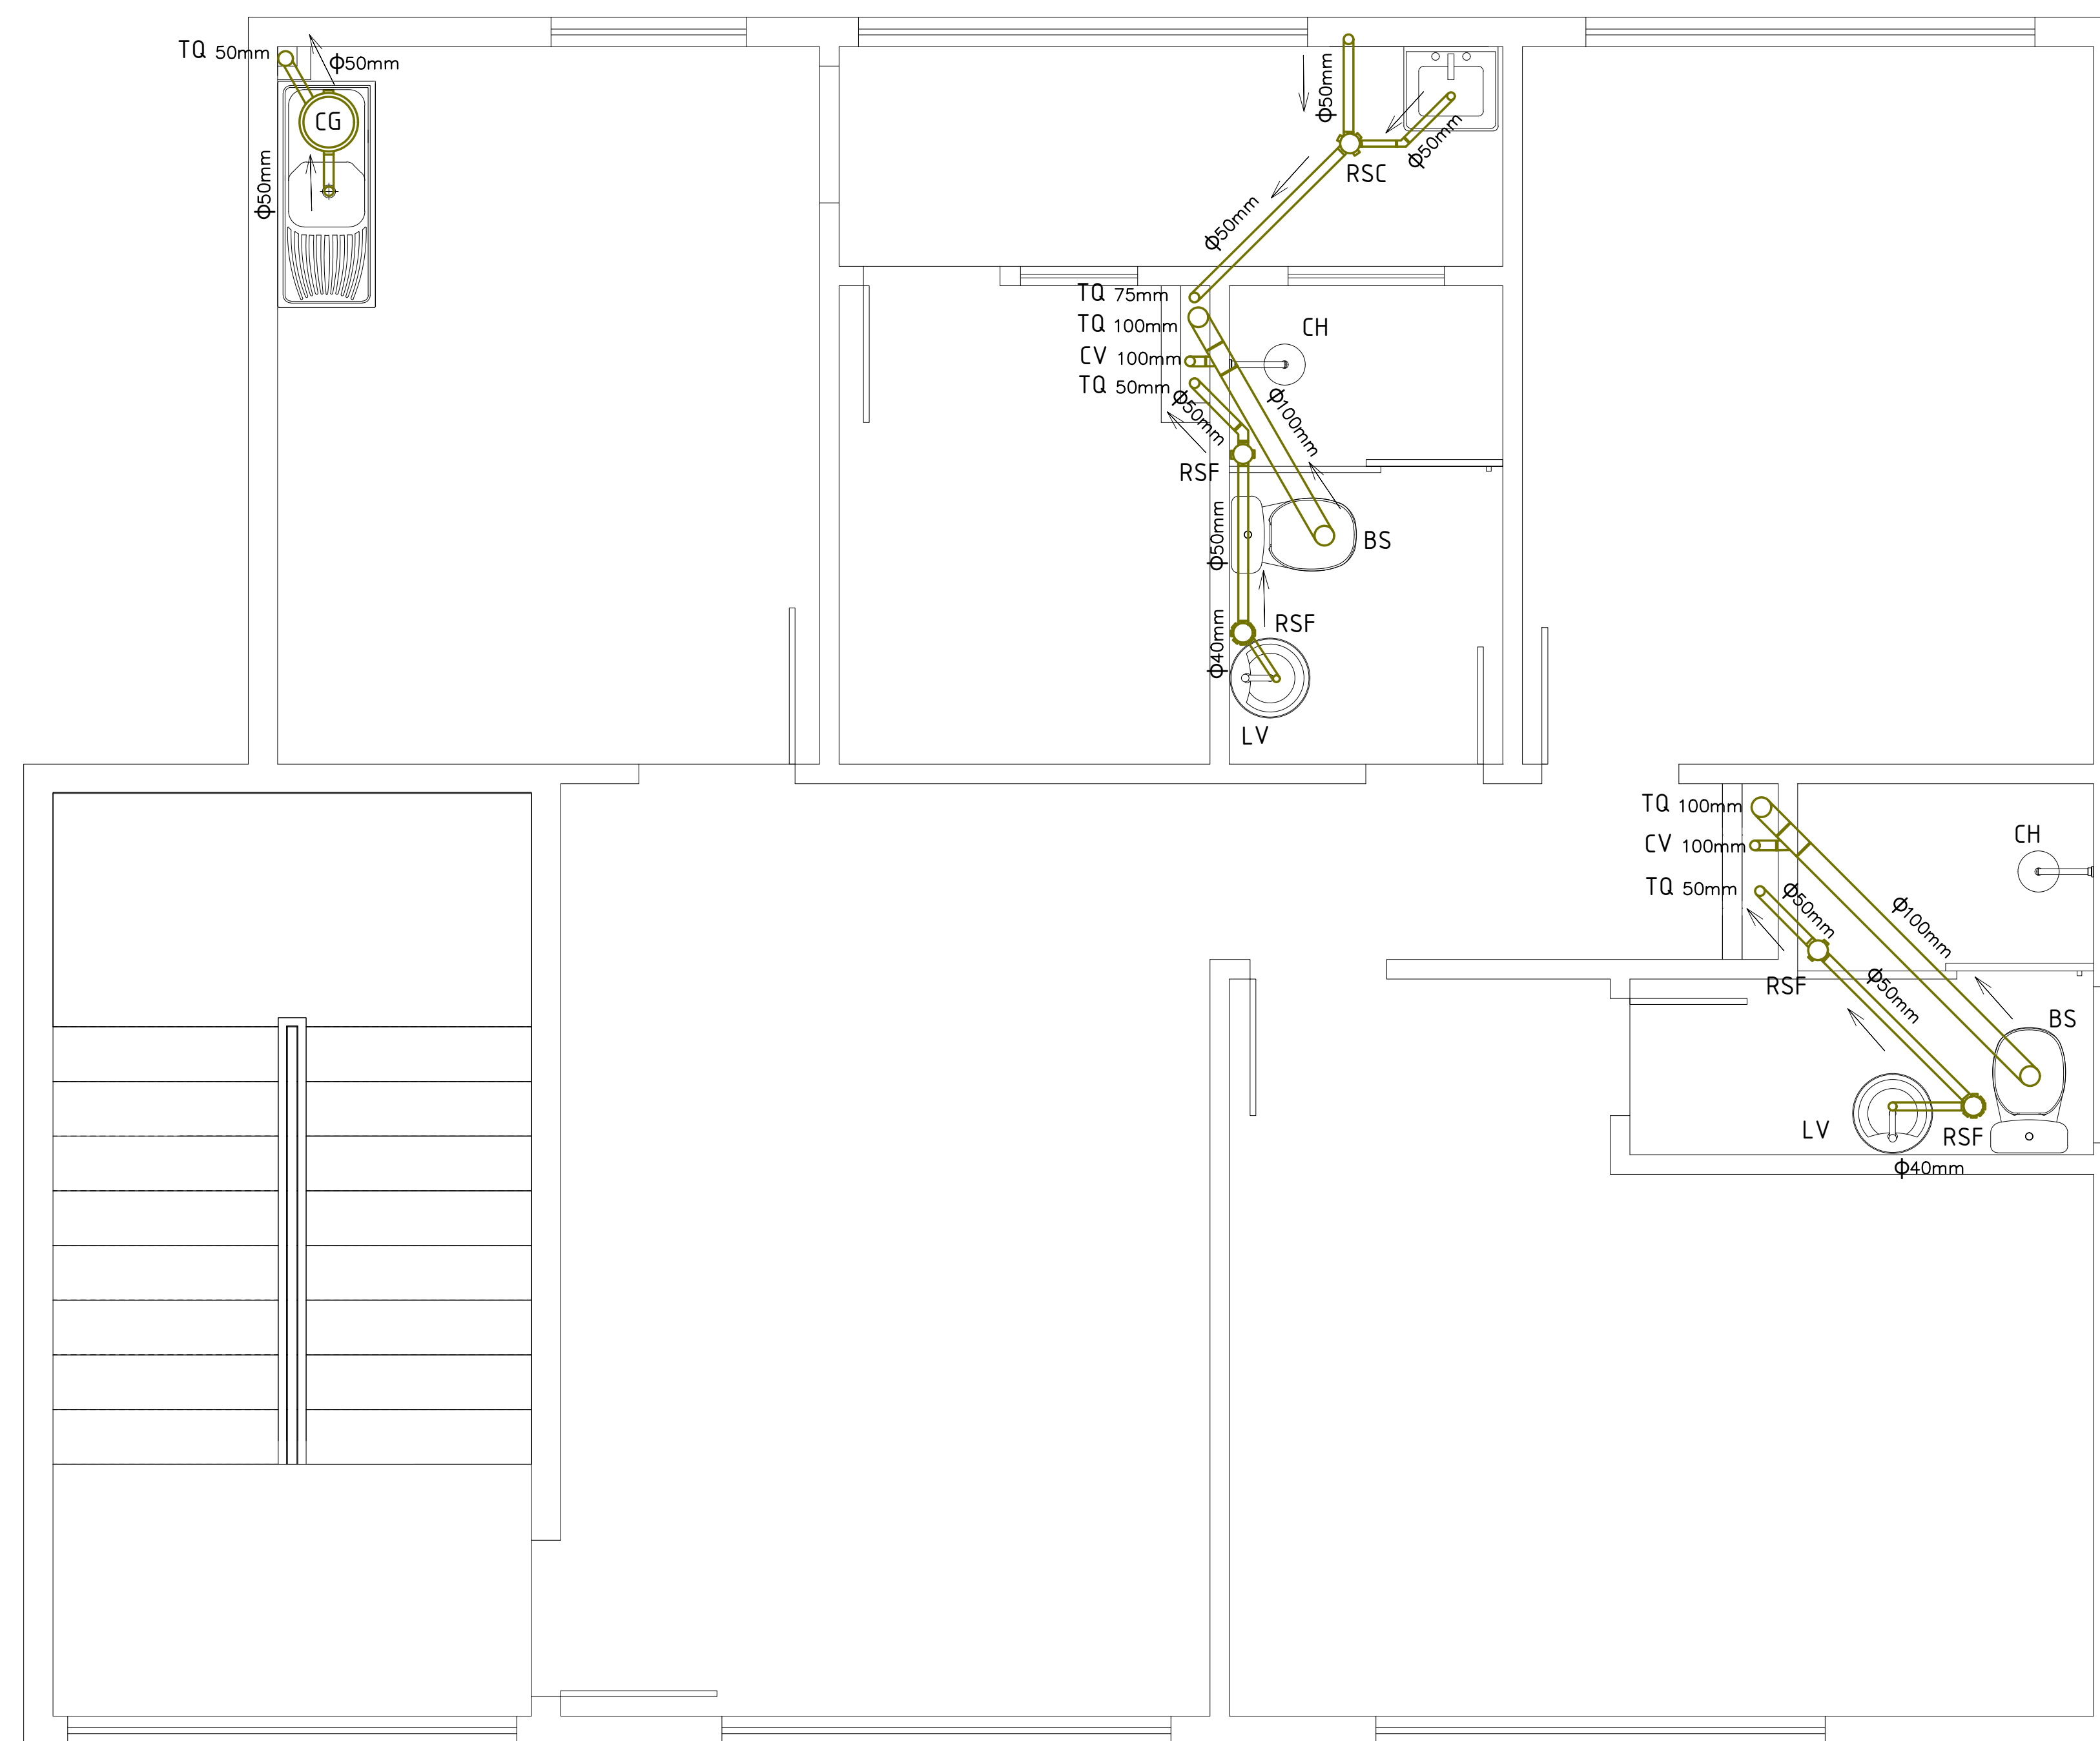 TQ 50mm
ϕ50mm
CG
ϕ50mm
ϕ50mm
RSC
ϕ50mm
ϕ50mm
TQ 75mm
TQ 100mm
CH
CV 100mm
TQ 50mm
ϕ50mm
ϕ100mm
RSF
ϕ50mm
BS
RSF
ϕ40mm
LV
TQ 100mm
CH
CV 100mm
TQ 50mm
ϕ50mm
ϕ100mm
RSF
ϕ50mm
BS
LV
RSF
ϕ40mm